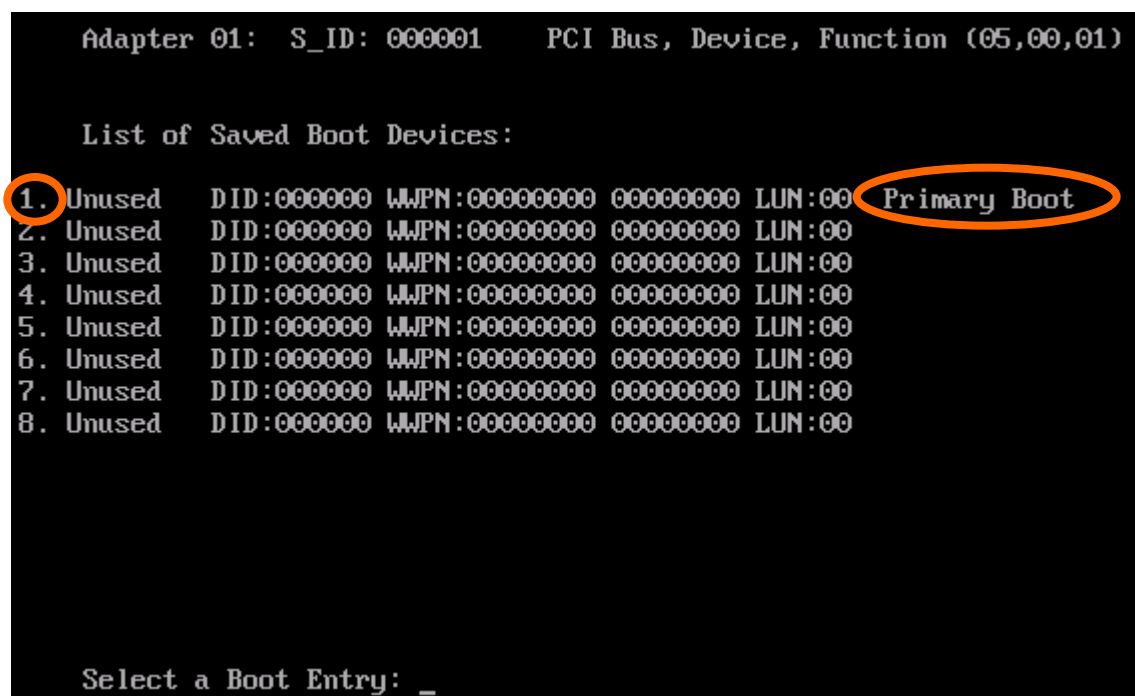 Adapter 01: S_ID: 000001 PCI Bus, Device, Function (05,00,01)
List of Saved Boot Devices:
1. Unused DID:000000 WWPN:00000000 00000000 LUN:00 Primary Boot
2. Unused DID:000000 WWPN:00000000 00000000 LUN:00
3. Unused DID:000000 WWPN:00000000 00000000 LUN:00
4. Unused DID:000000 WWPN:00000000 00000000 LUN:00
5. Unused DID:000000 WWPN:00000000 00000000 LUN:00
6. Unused DID:000000 WWPN:00000000 00000000 LUN:00
7. Unused DID:000000 WWPN:00000000 00000000 LUN:00
8. Unused DID:000000 WWPN:00000000 00000000 LUN:00
Select a Boot Entry: _